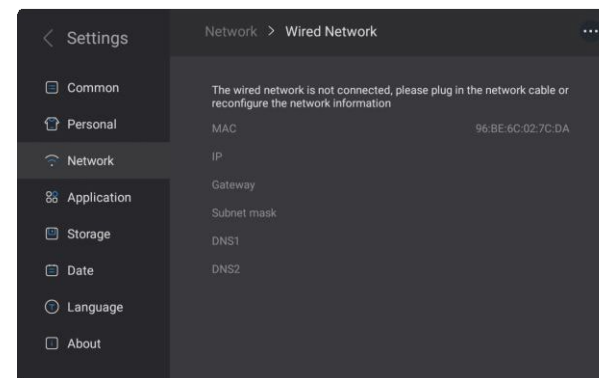 Settings
Network > Wired Network
Common
Personal
Network
Application
Storage
Date
Language
About
The wired network is not connected, please plug in the network cable or
reconfigure the network information
MAC 96:BE:6C:02:7C:DA
IP
Gateway
Subnet mask
DNS1
DNS2